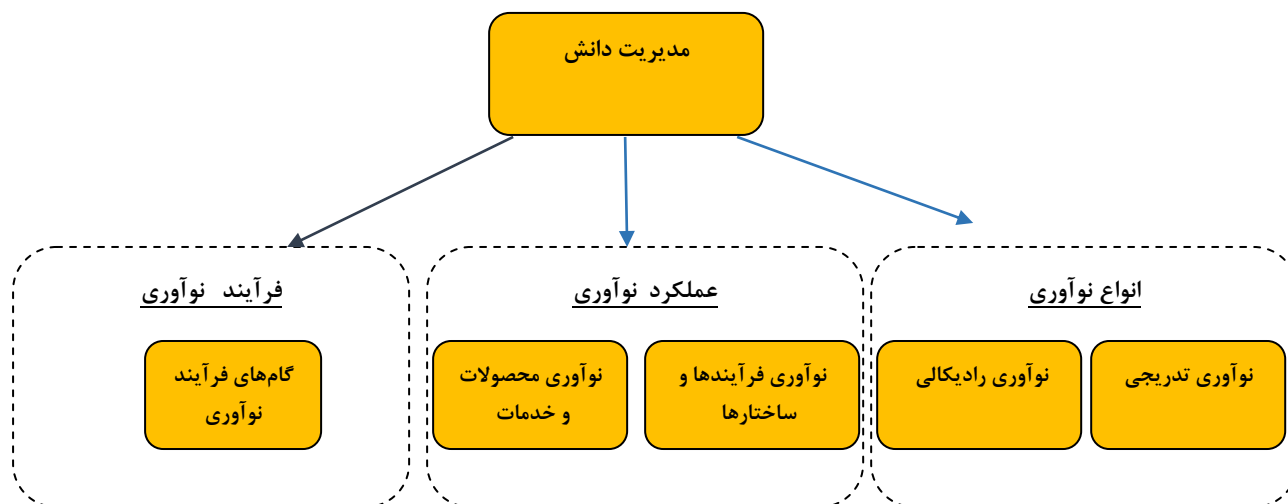 مدیریت دانش
انواع نوآوری
نوآوری تدریجی
نوآوری رادیکالی
عملکرد نوآوری
نوآوری فرآیندها و
ساختارها
نوآوری محصولات
و خدمات
فرآیند نوآوری
گام‌های فرآیند
نوآوری